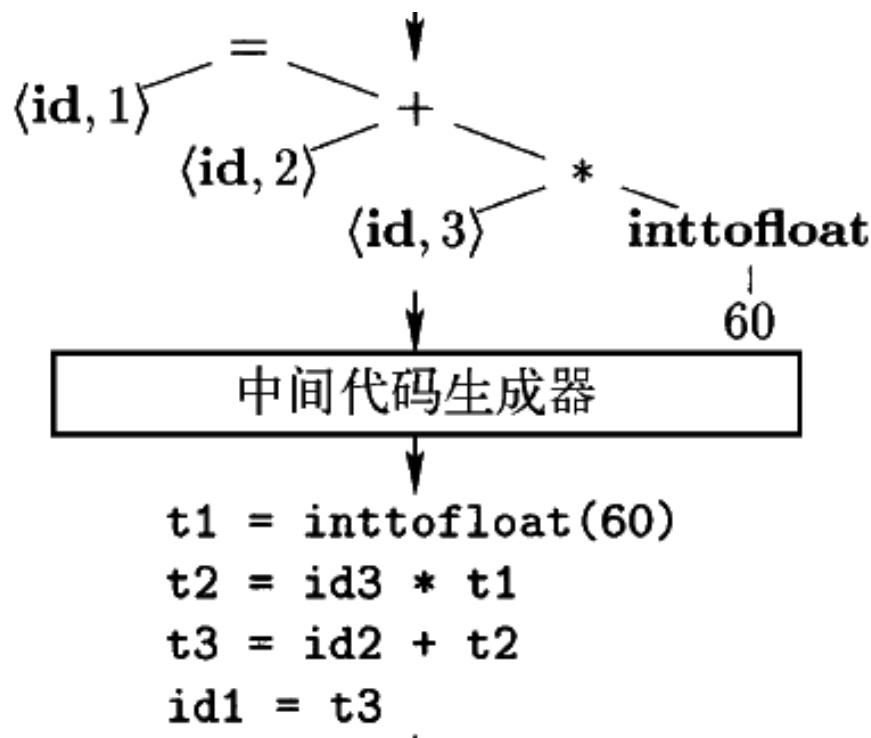 =
⟨id, 1⟩
+
⟨id, 2⟩
*
⟨id, 3⟩
inttofloat
60
中间代码生成器
t1 = inttofloat(60)
t2 = id3 * t1
t3 = id2 + t2
id1 = t3